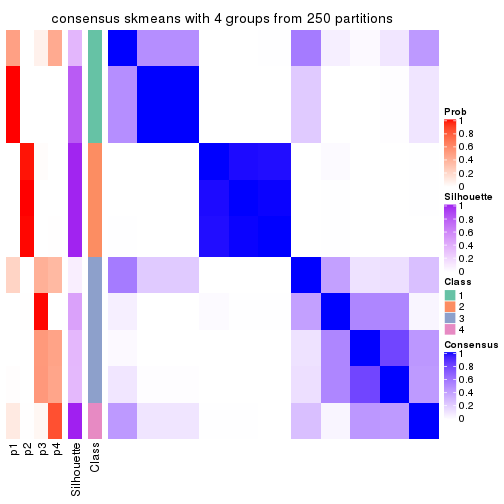 consensus skmeans with 4 groups from 250 partitions
Prob
1
0.8
0.6
0.4
0.2
0
Silhouette
1
0.8
0.6
0.4
0.2
0
Class
1
2
3
4
Consensus
1
0.8
0.6
0.4
0.2
0
p1
p2
p3
p4
Silhouette
Class